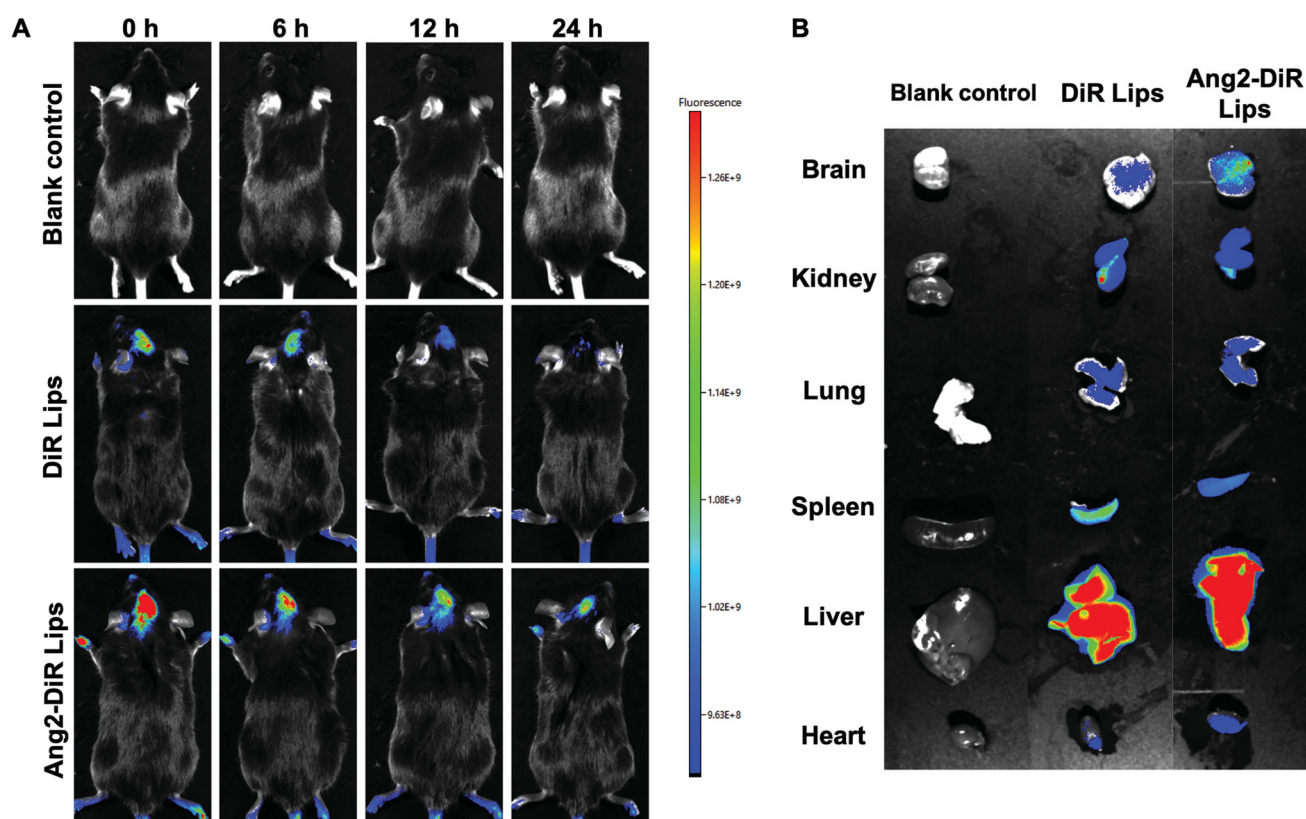 A
0 h
6 h
12 h
24 h
Blank control
DiR Lips
Ang2-DiR Lips
Fluorescence
1.26E+9
1.20E+9
1.14E+9
1.08E+9
1.02E+9
9.63E+8
B
Blank control
DiR Lips
Ang2-DiR
Lips
Brain
Kidney
Lung
Spleen
Liver
Heart